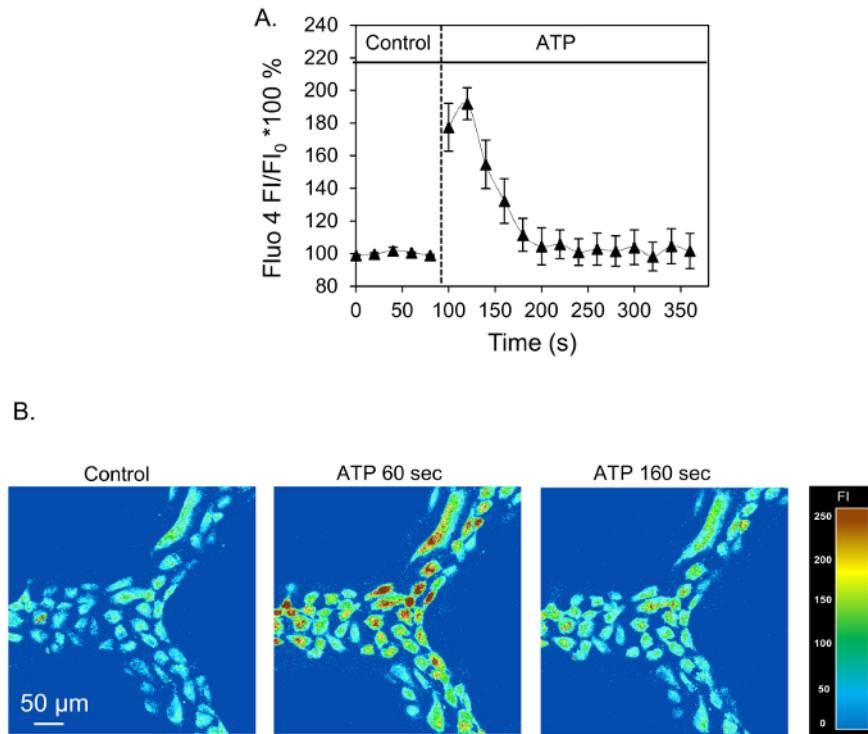 A.
240
220
200
180
160
140
120
100
80
Fluo 4 FI/FI₀ *100 %
Control ATP
0 50 100 150 200 250 300 350
Time (s)
B.
Control ATP 60 sec ATP 160 sec
50 µm
FI
250
200
150
100
50
0